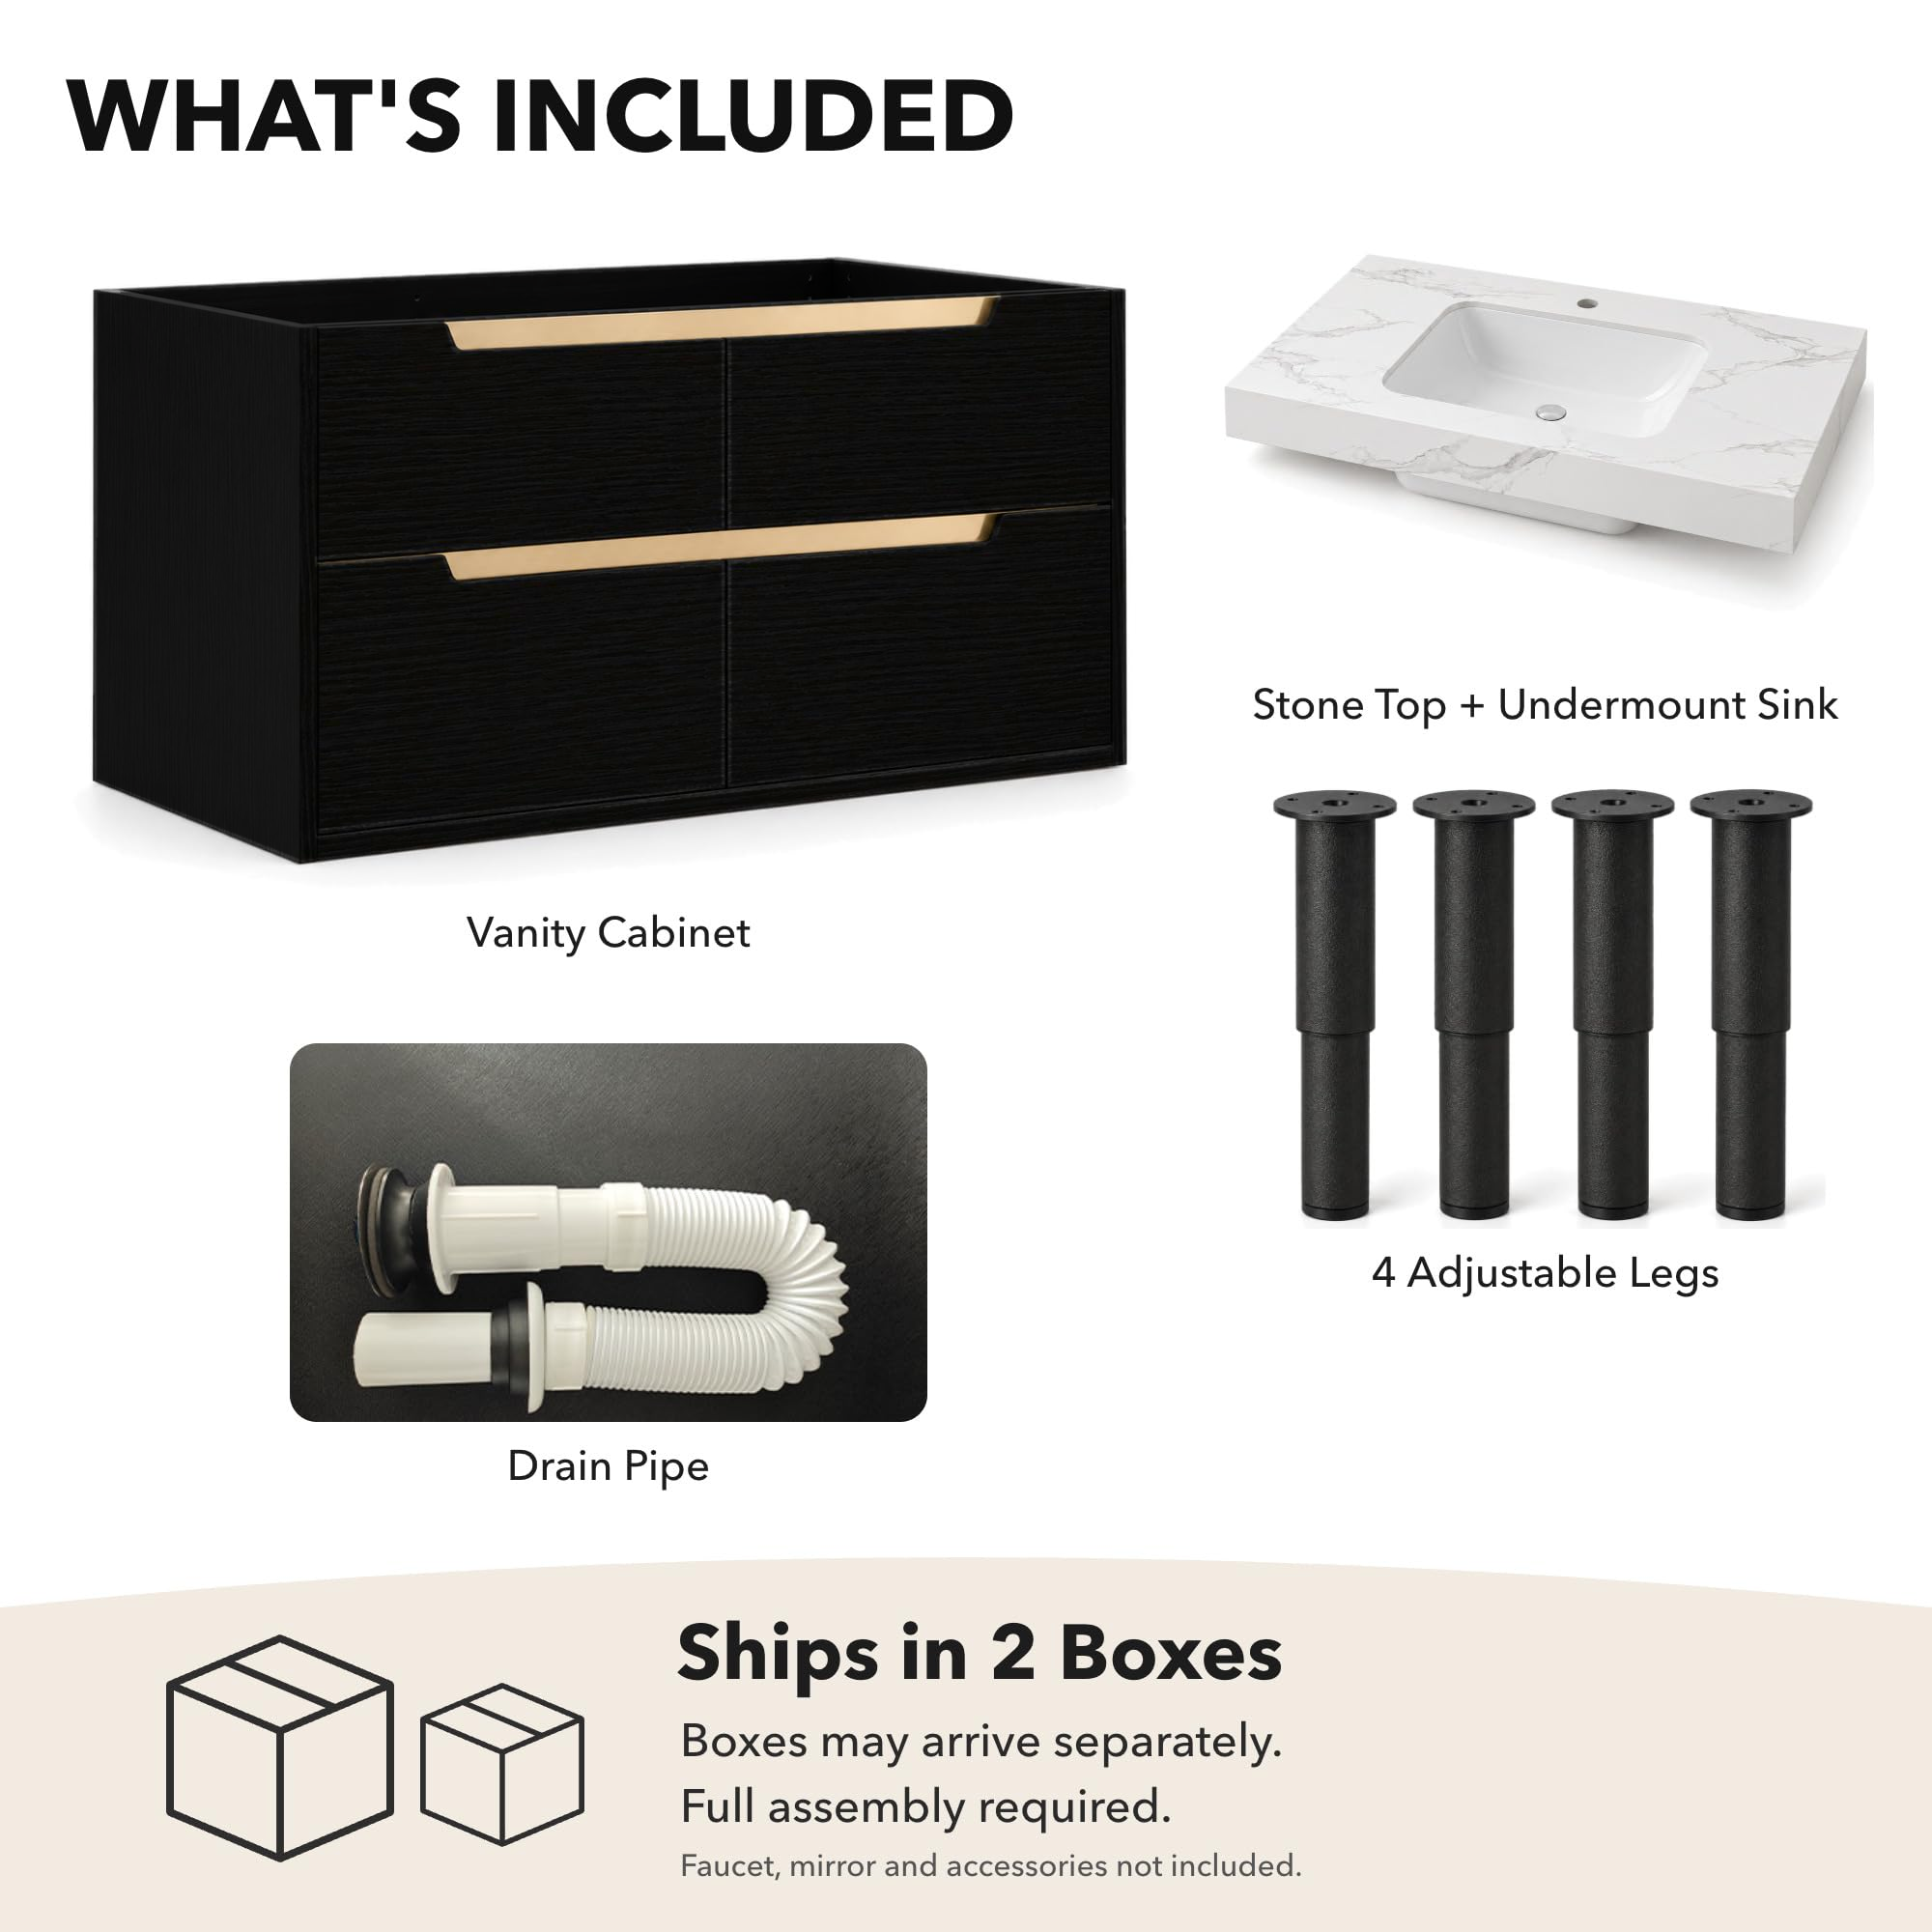 WHAT'S INCLUDED
Stone Top + Undermount Sink
Vanity Cabinet
4 Adjustable Legs
Drain Pipe
Ships in 2 Boxes
Boxes may arrive separately.
Full assembly required.
Faucet, mirror and accessories not included.